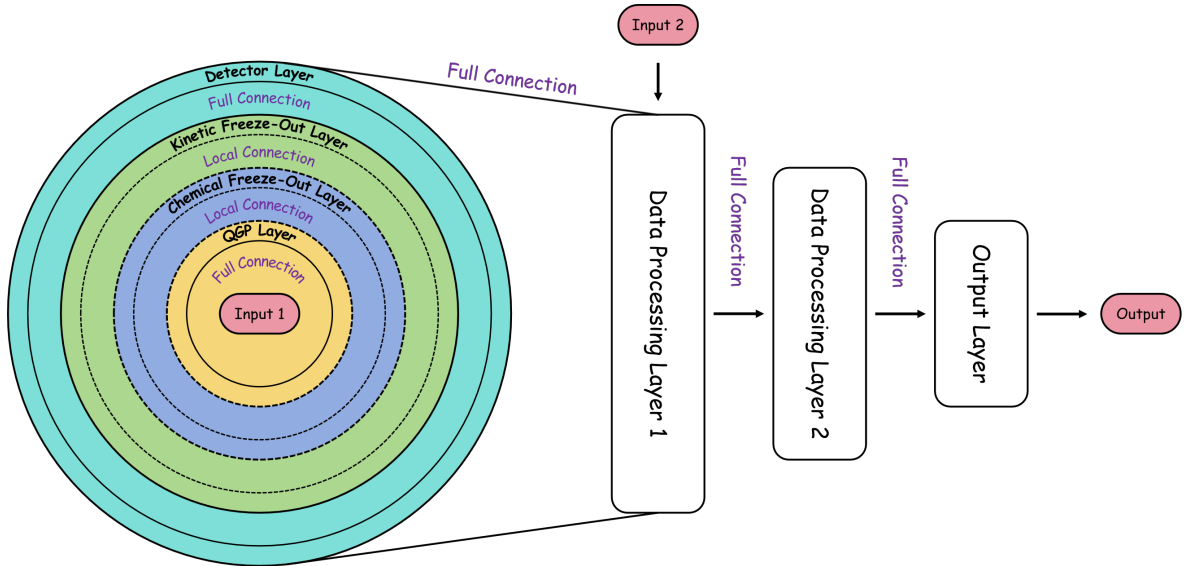 Input 2
Full Connection
Detector Layer
Full Connection
Kinetic Freeze-Out Layer
Local Connection
Chemical Freeze-Out Layer
Local Connection
QGP Layer
Full Connection
Input 1
Data Processing Layer 1
Full Connection
Data Processing Layer 2
Full Connection
Output Layer
Output